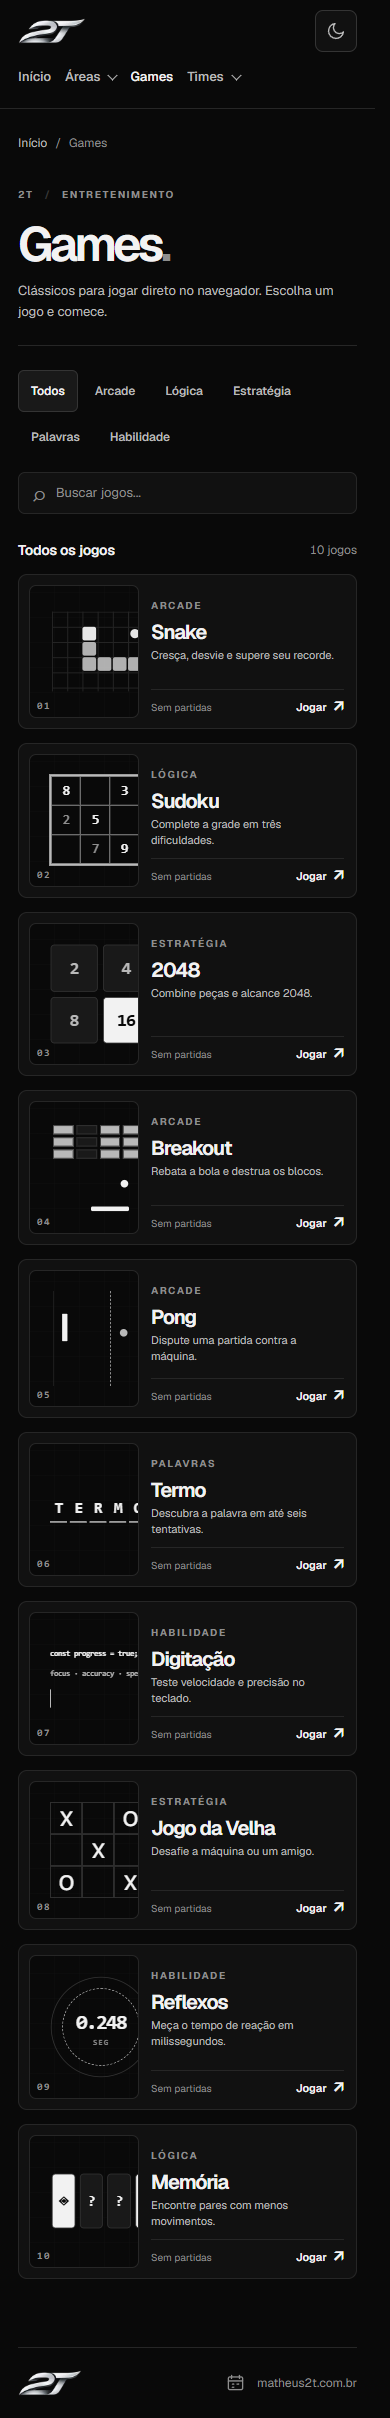 2T
Início Áreas Games Times
Início / Games
2T / ENTRETENIMENTO
Games.
Clássicos para jogar direto no navegador. Escolha um
jogo e comece.
Todos Arcade Lógica Estratégia
Palavras Habilidade
Buscar jogos...
Todos os jogos 10 jogos
01
ARCADE
Snake
Cresça, desvie e supere seu recorde.
Sem partidas Jogar
8 3
2 5
7 9
02
LÓGICA
Sudoku
Complete a grade em três
dificuldades.
Sem partidas Jogar
2 4
8 16
03
ESTRATÉGIA
2048
Combine peças e alcance 2048.
Sem partidas Jogar
04
ARCADE
Breakout
Rebata a bola e destrua os blocos.
Sem partidas Jogar
05
ARCADE
Pong
Dispute uma partida contra a
máquina.
Sem partidas Jogar
T E R M O
06
PALAVRAS
Termo
Descubra a palavra em até seis
tentativas.
Sem partidas Jogar
const progress = true;
focus · accuracy · spe
07
HABILIDADE
Digitação
Teste velocidade e precisão no
teclado.
Sem partidas Jogar
X O
X
O X
08
ESTRATÉGIA
Jogo da Velha
Desafie a máquina ou um amigo.
Sem partidas Jogar
0.248
SEG
09
HABILIDADE
Reflexos
Meça o tempo de reação em
milissegundos.
Sem partidas Jogar
? ?
10
LÓGICA
Memória
Encontre pares com menos
movimentos.
Sem partidas Jogar
2T matheus2t.com.br